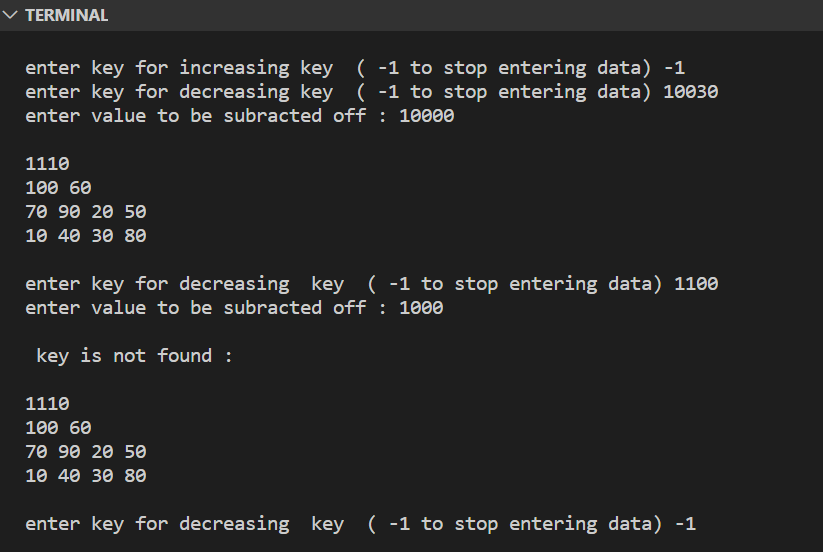 TERMINAL
enter key for increasing key  ( -1 to stop entering data) -1
enter key for decreasing key  ( -1 to stop entering data) 10030
enter value to be subracted off : 10000
1110
100 60
70 90 20 50
10 40 30 80
enter key for decreasing  key  ( -1 to stop entering data) 1100
enter value to be subracted off : 1000
 key is not found :
1110
100 60
70 90 20 50
10 40 30 80
enter key for decreasing  key  ( -1 to stop entering data) -1